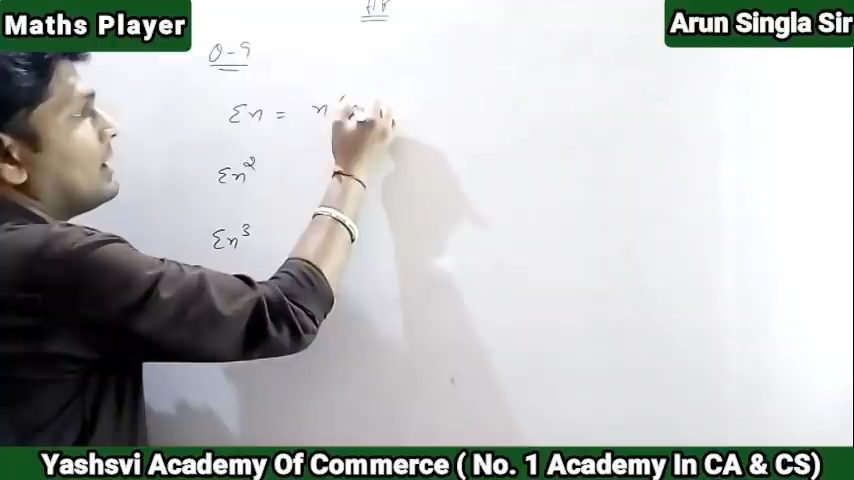 Maths Player
Arun Singla Sir
Q-9
Σn = n(
Σn²
Σn³
Yashsvi Academy Of Commerce ( No. 1 Academy In CA & CS)